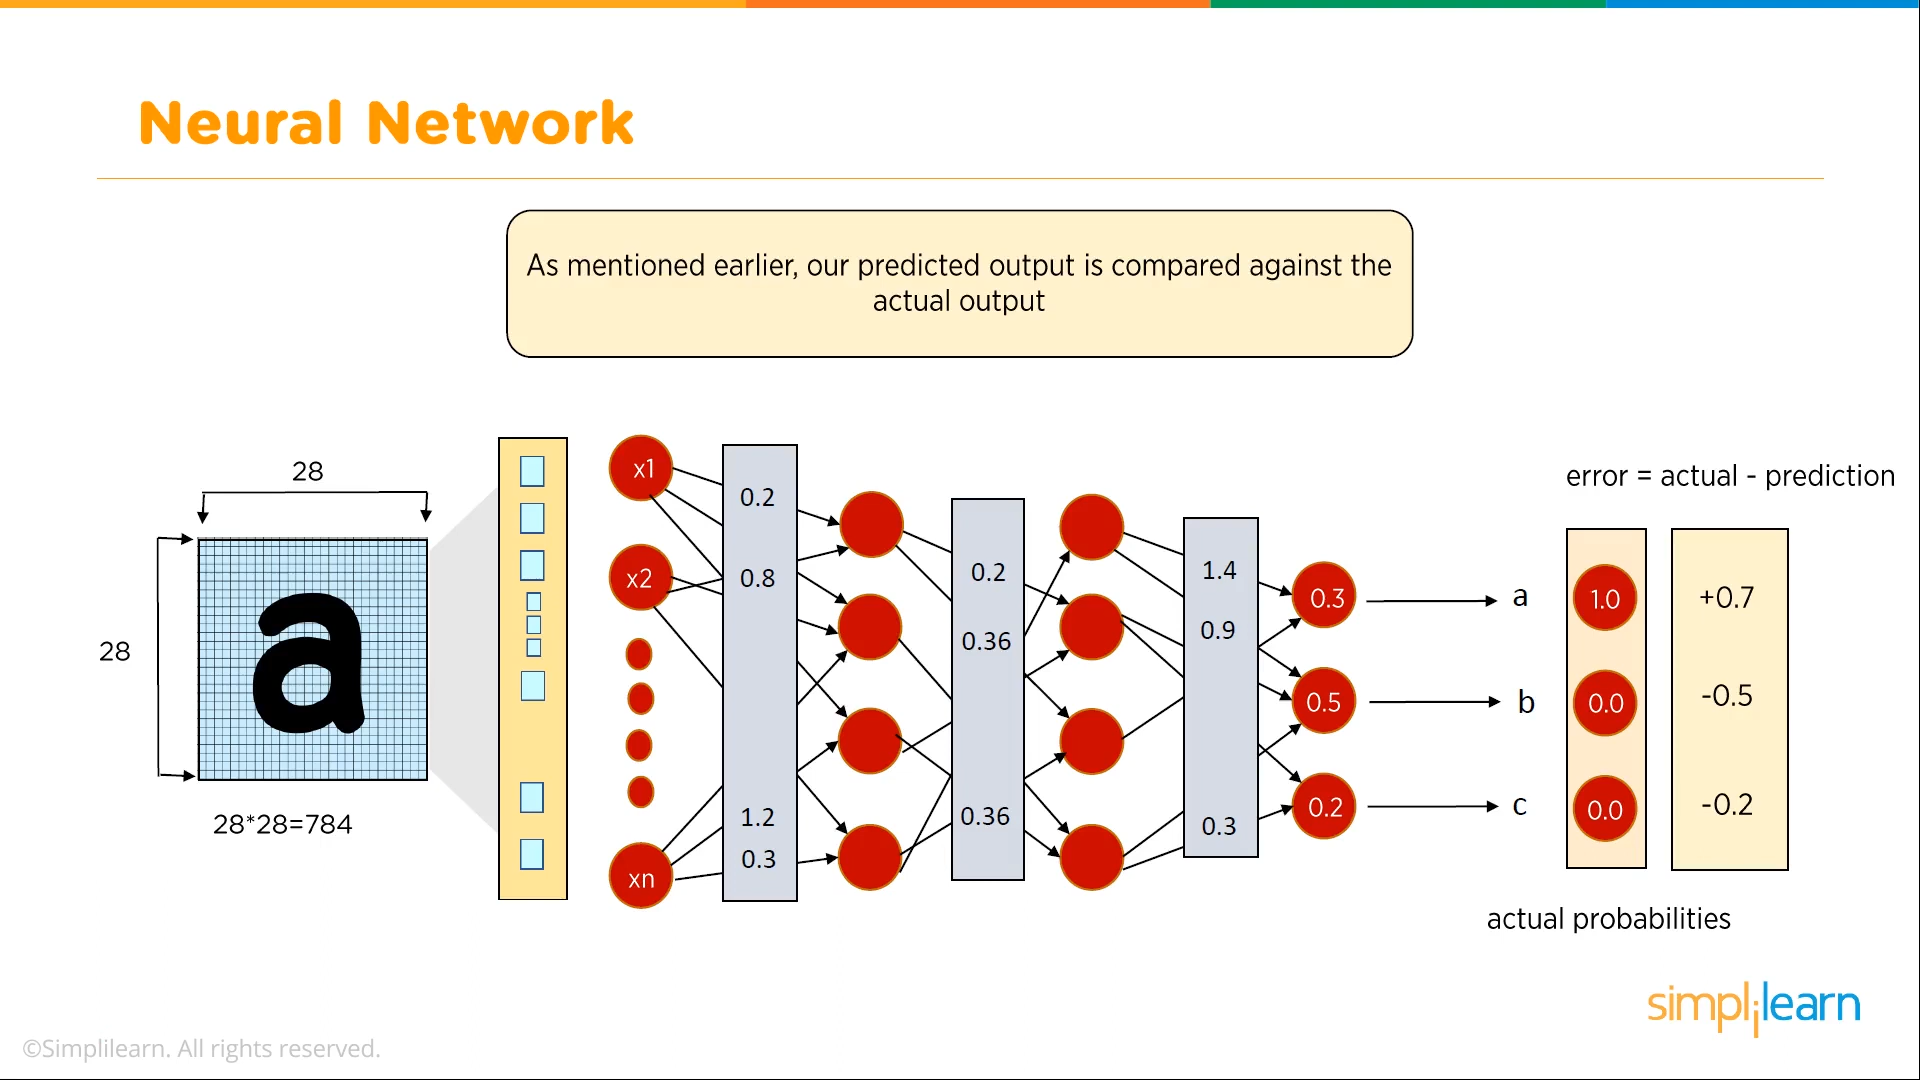 Neural Network
As mentioned earlier, our predicted output is compared against the
actual output
28
28
a
28*28=784
x1
x2
xn
0.2
0.8
1.2
0.3
0.2
0.36
0.36
1.4
0.9
0.3
0.3
0.5
0.2
a
b
c
error = actual - prediction
1.0
0.0
0.0
+0.7
-0.5
-0.2
actual probabilities
simplilearn
©Simplilearn. All rights reserved.